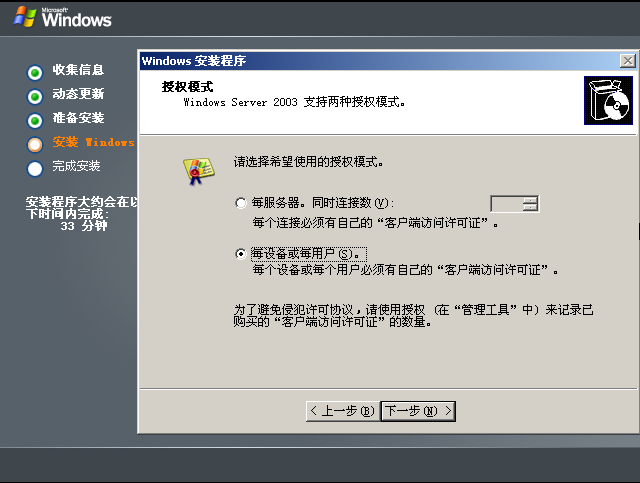 Microsoft
Windows
收集信息
动态更新
准备安装
安装 Windows
完成安装
安装程序大约会在以
下时间内完成:
33 分钟
Windows 安装程序
授权模式
Windows Server 2003 支持两种授权模式。
请选择希望使用的授权模式。
每服务器。同时连接数(V):
每个连接必须有自己的“客户端访问许可证”。
每设备或每用户(S)。
每个设备或每个用户必须有自己的“客户端访问许可证”。
为了避免侵犯许可协议,请使用授权 (在“管理工具”中) 来记录已
购买的“客户端访问许可证”的数量。
< 上一步(B)
下一步(N) >